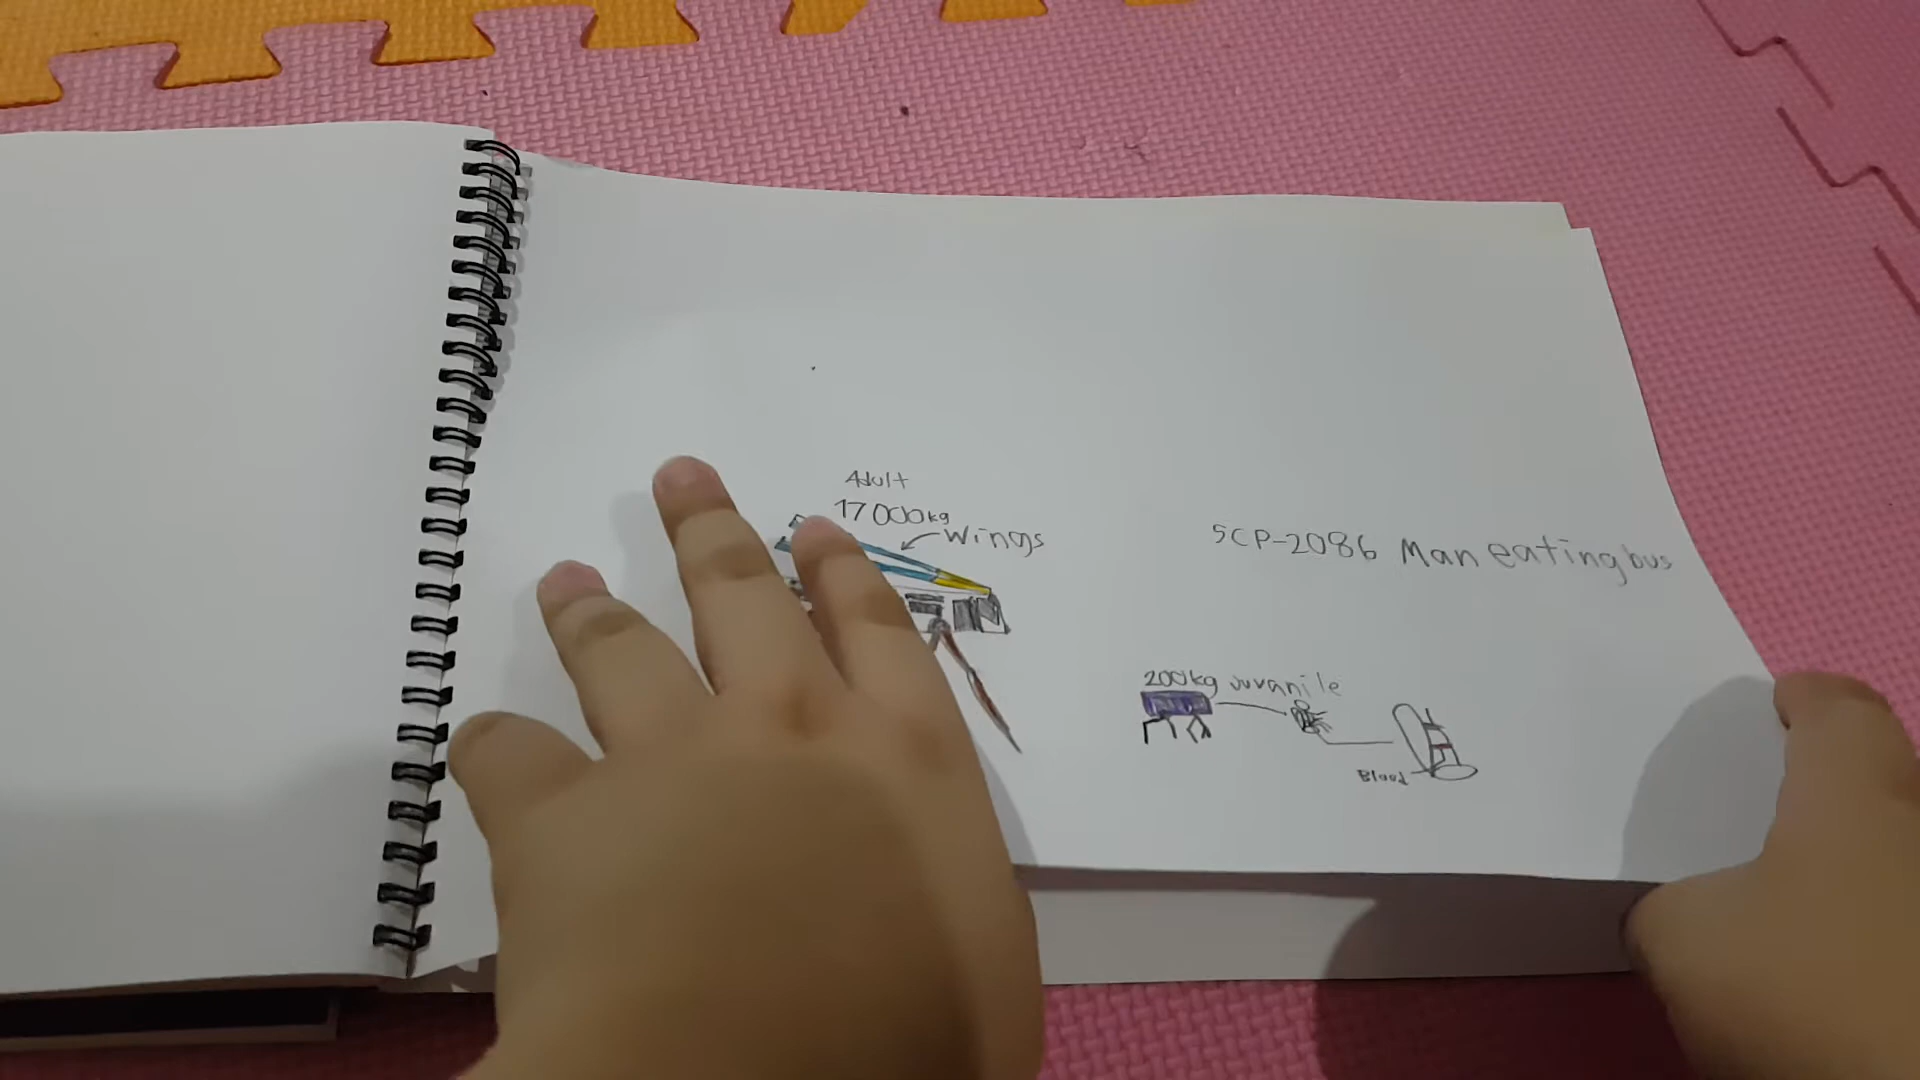 Adult
17000kg
Wings
SCP-2086 Man eating bus
200kg Juvanile
Blood